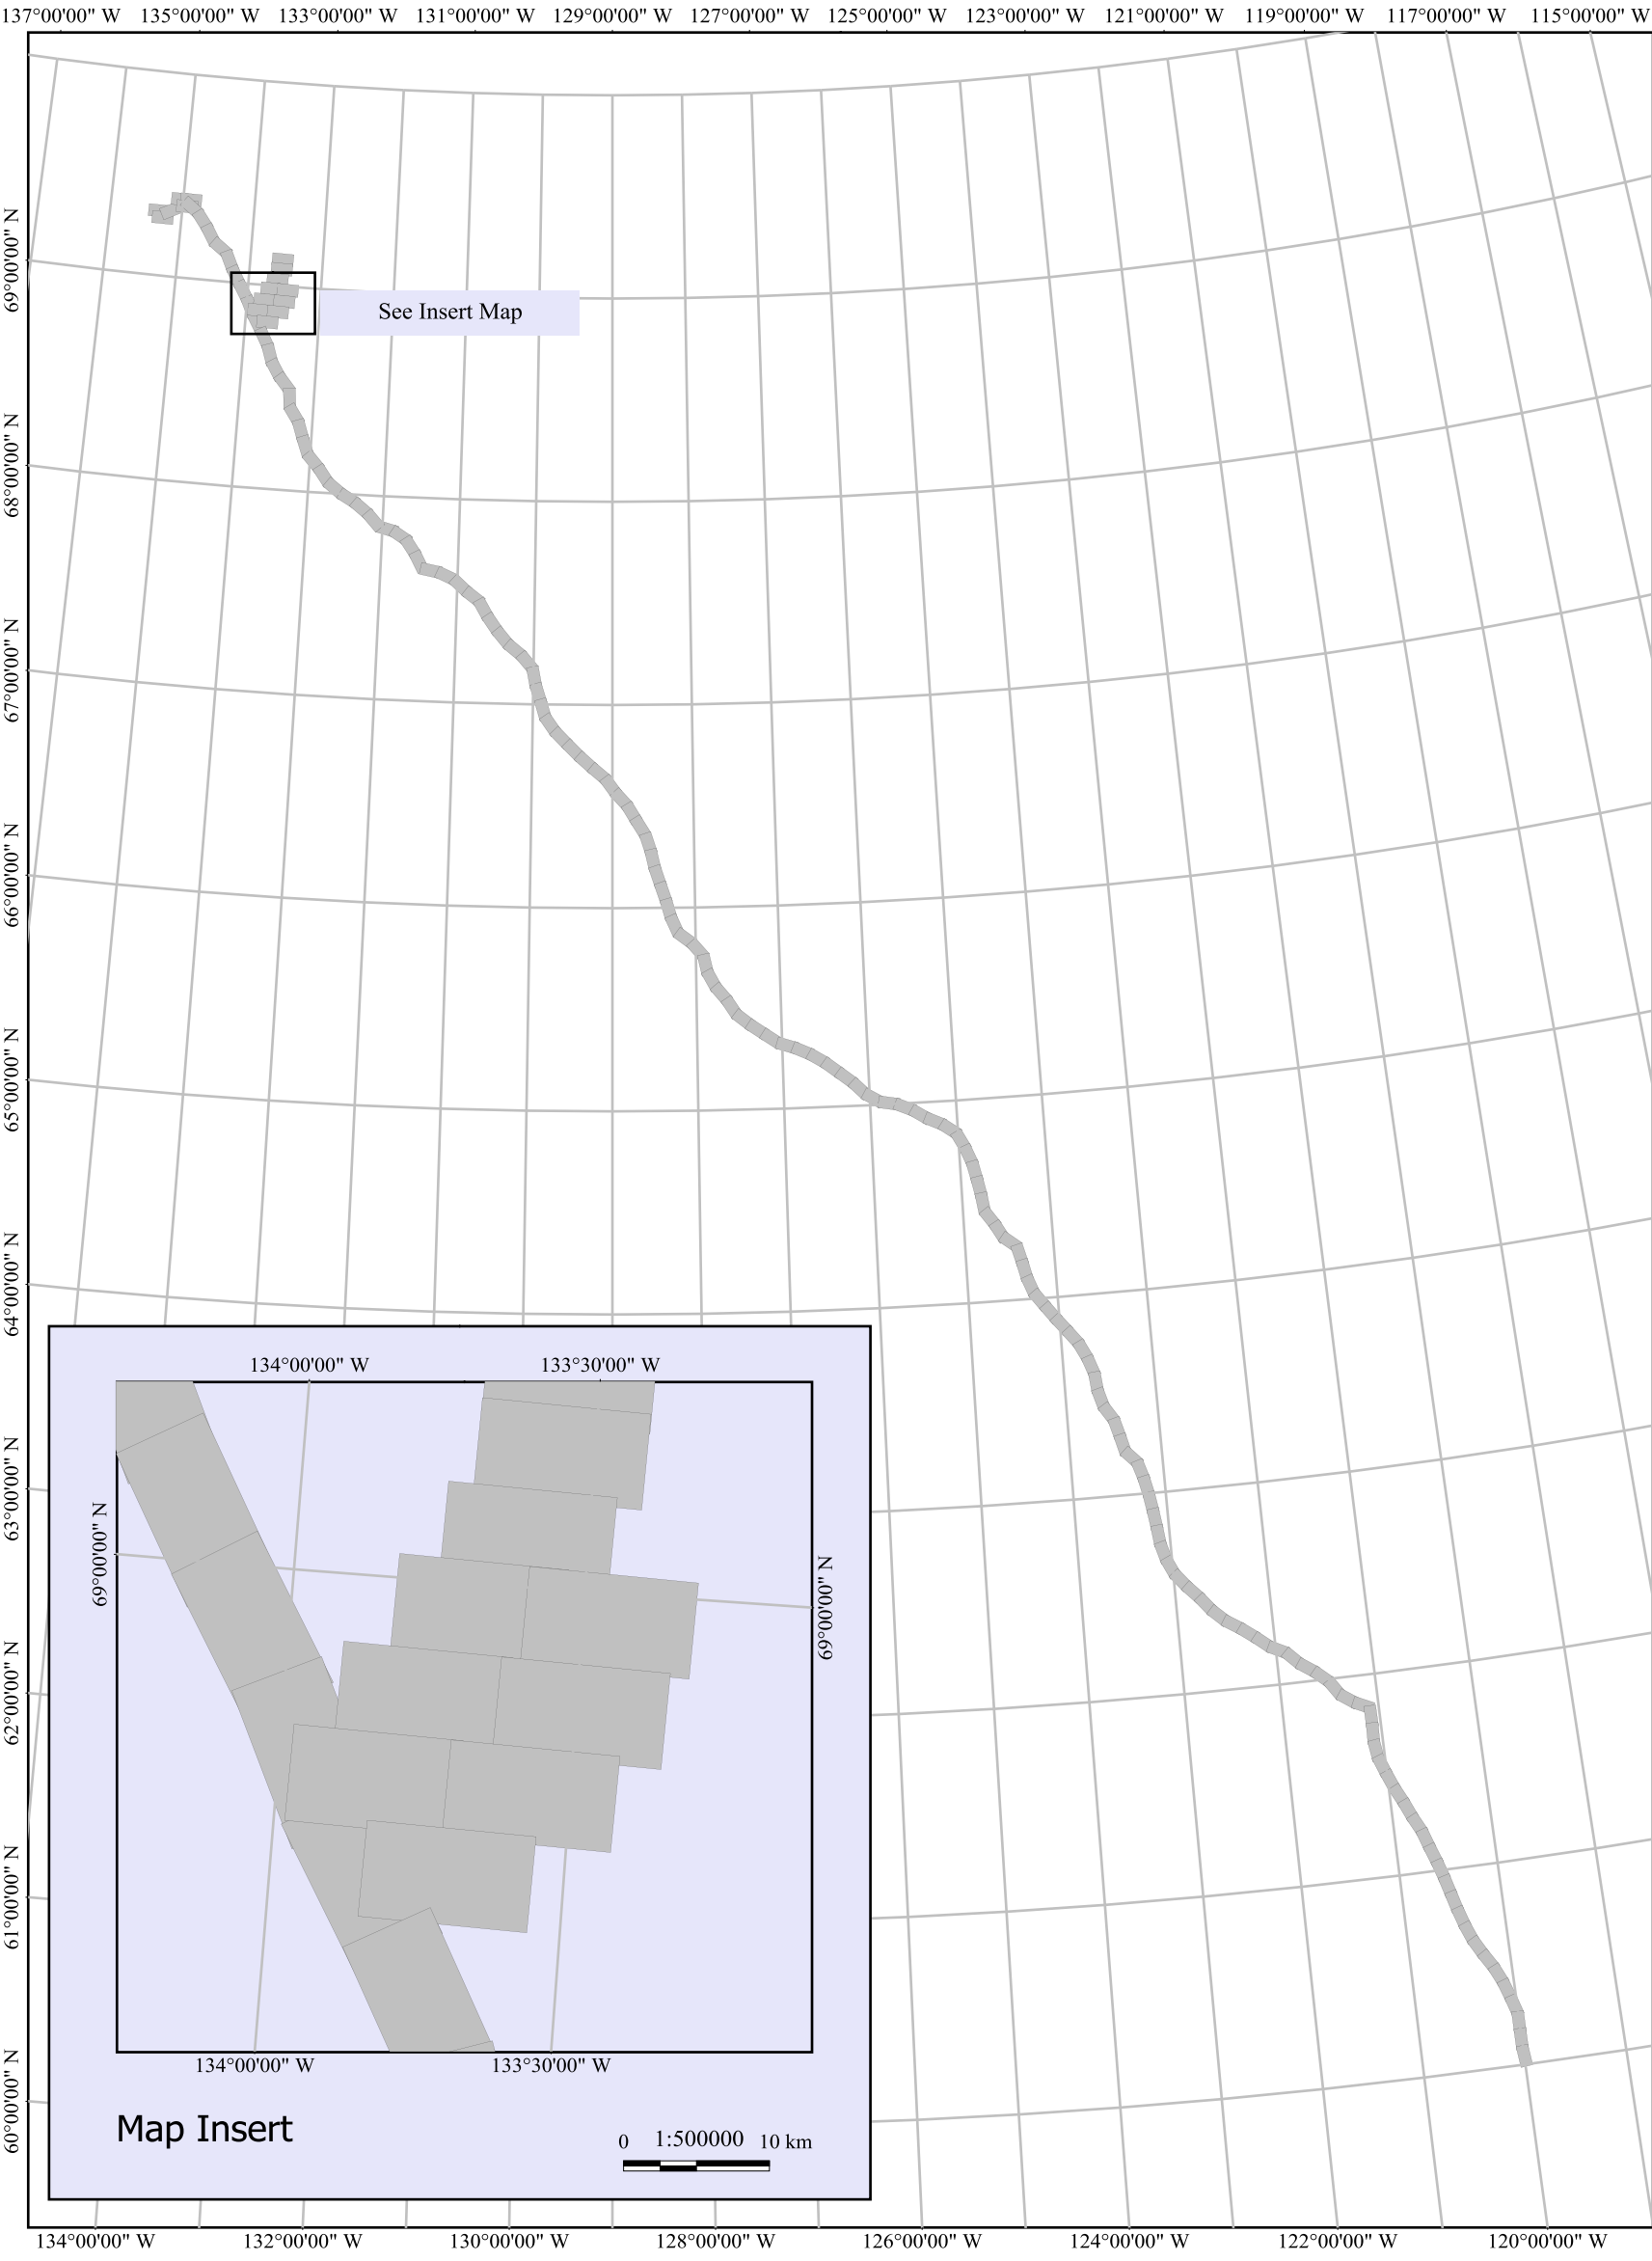 137°00'00" W 135°00'00" W 133°00'00" W 131°00'00" W 129°00'00" W 127°00'00" W 125°00'00" W 123°00'00" W 121°00'00" W 119°00'00" W 117°00'00" W 115°00'00" W
69°00'00" N
See Insert Map
68°00'00" N
67°00'00" N
66°00'00" N
65°00'00" N
64°00'00" N
63°00'00" N
62°00'00" N
61°00'00" N
60°00'00" N
134°00'00" W 133°30'00" W
69°00'00" N
69°00'00" N
134°00'00" W 133°30'00" W
Map Insert
0 1:500000 10 km
134°00'00" W 132°00'00" W 130°00'00" W 128°00'00" W 126°00'00" W 124°00'00" W 122°00'00" W 120°00'00" W